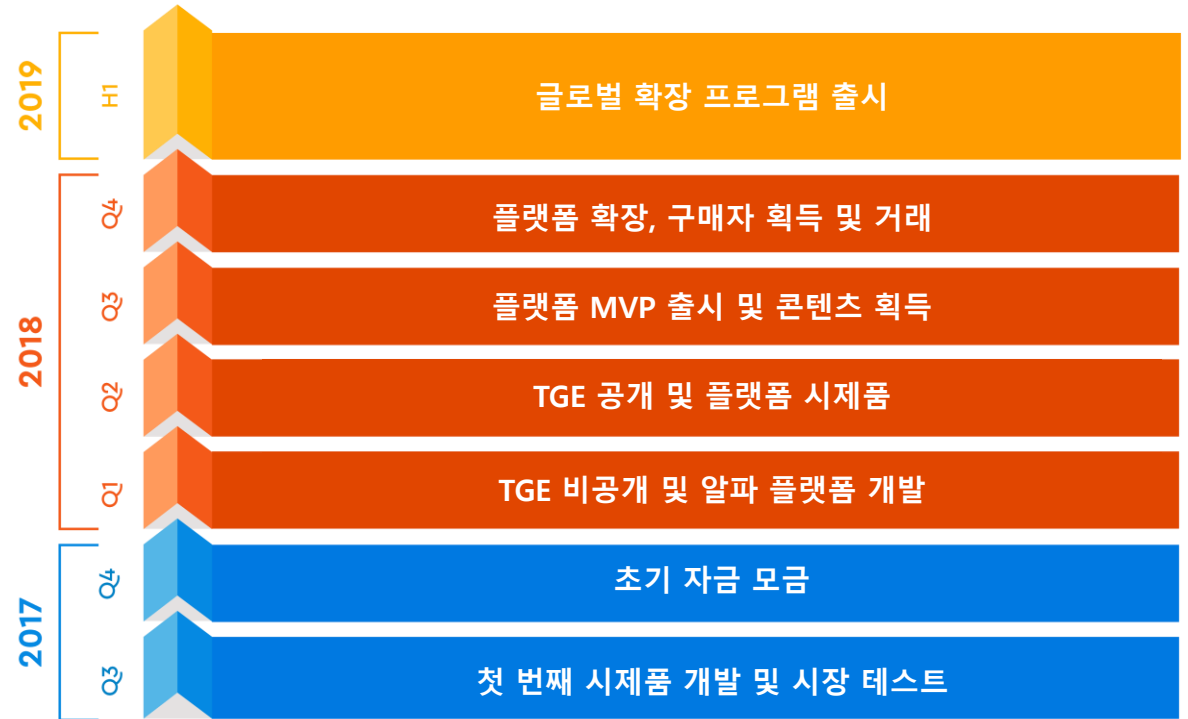 2019
H1
글로벌 확장 프로그램 출시
2018
Q4
플랫폼 확장, 구매자 획득 및 거래
Q3
플랫폼 MVP 출시 및 콘텐츠 획득
Q2
TGE 공개 및 플랫폼 시제품
Q1
TGE 비공개 및 알파 플랫폼 개발
2017
Q4
초기 자금 모금
Q3
첫 번째 시제품 개발 및 시장 테스트